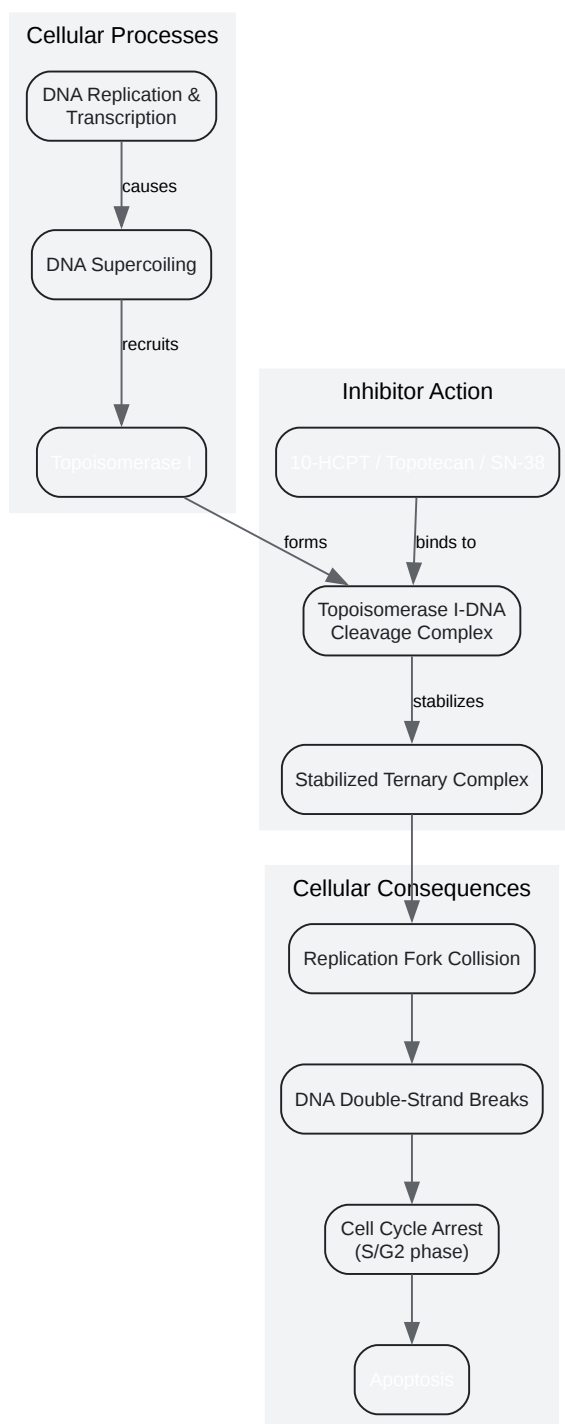 Cellular Processes
DNA Replication &
Transcription
causes
DNA Supercoiling
recruits
Topoisomerase I
Inhibitor Action
10-HCPT / Topotecan / SN-38
forms
binds to
Topoisomerase I-DNA
Cleavage Complex
stabilizes
Stabilized Ternary Complex
Cellular Consequences
Replication Fork Collision
DNA Double-Strand Breaks
Cell Cycle Arrest
(S/G2 phase)
Apoptosis